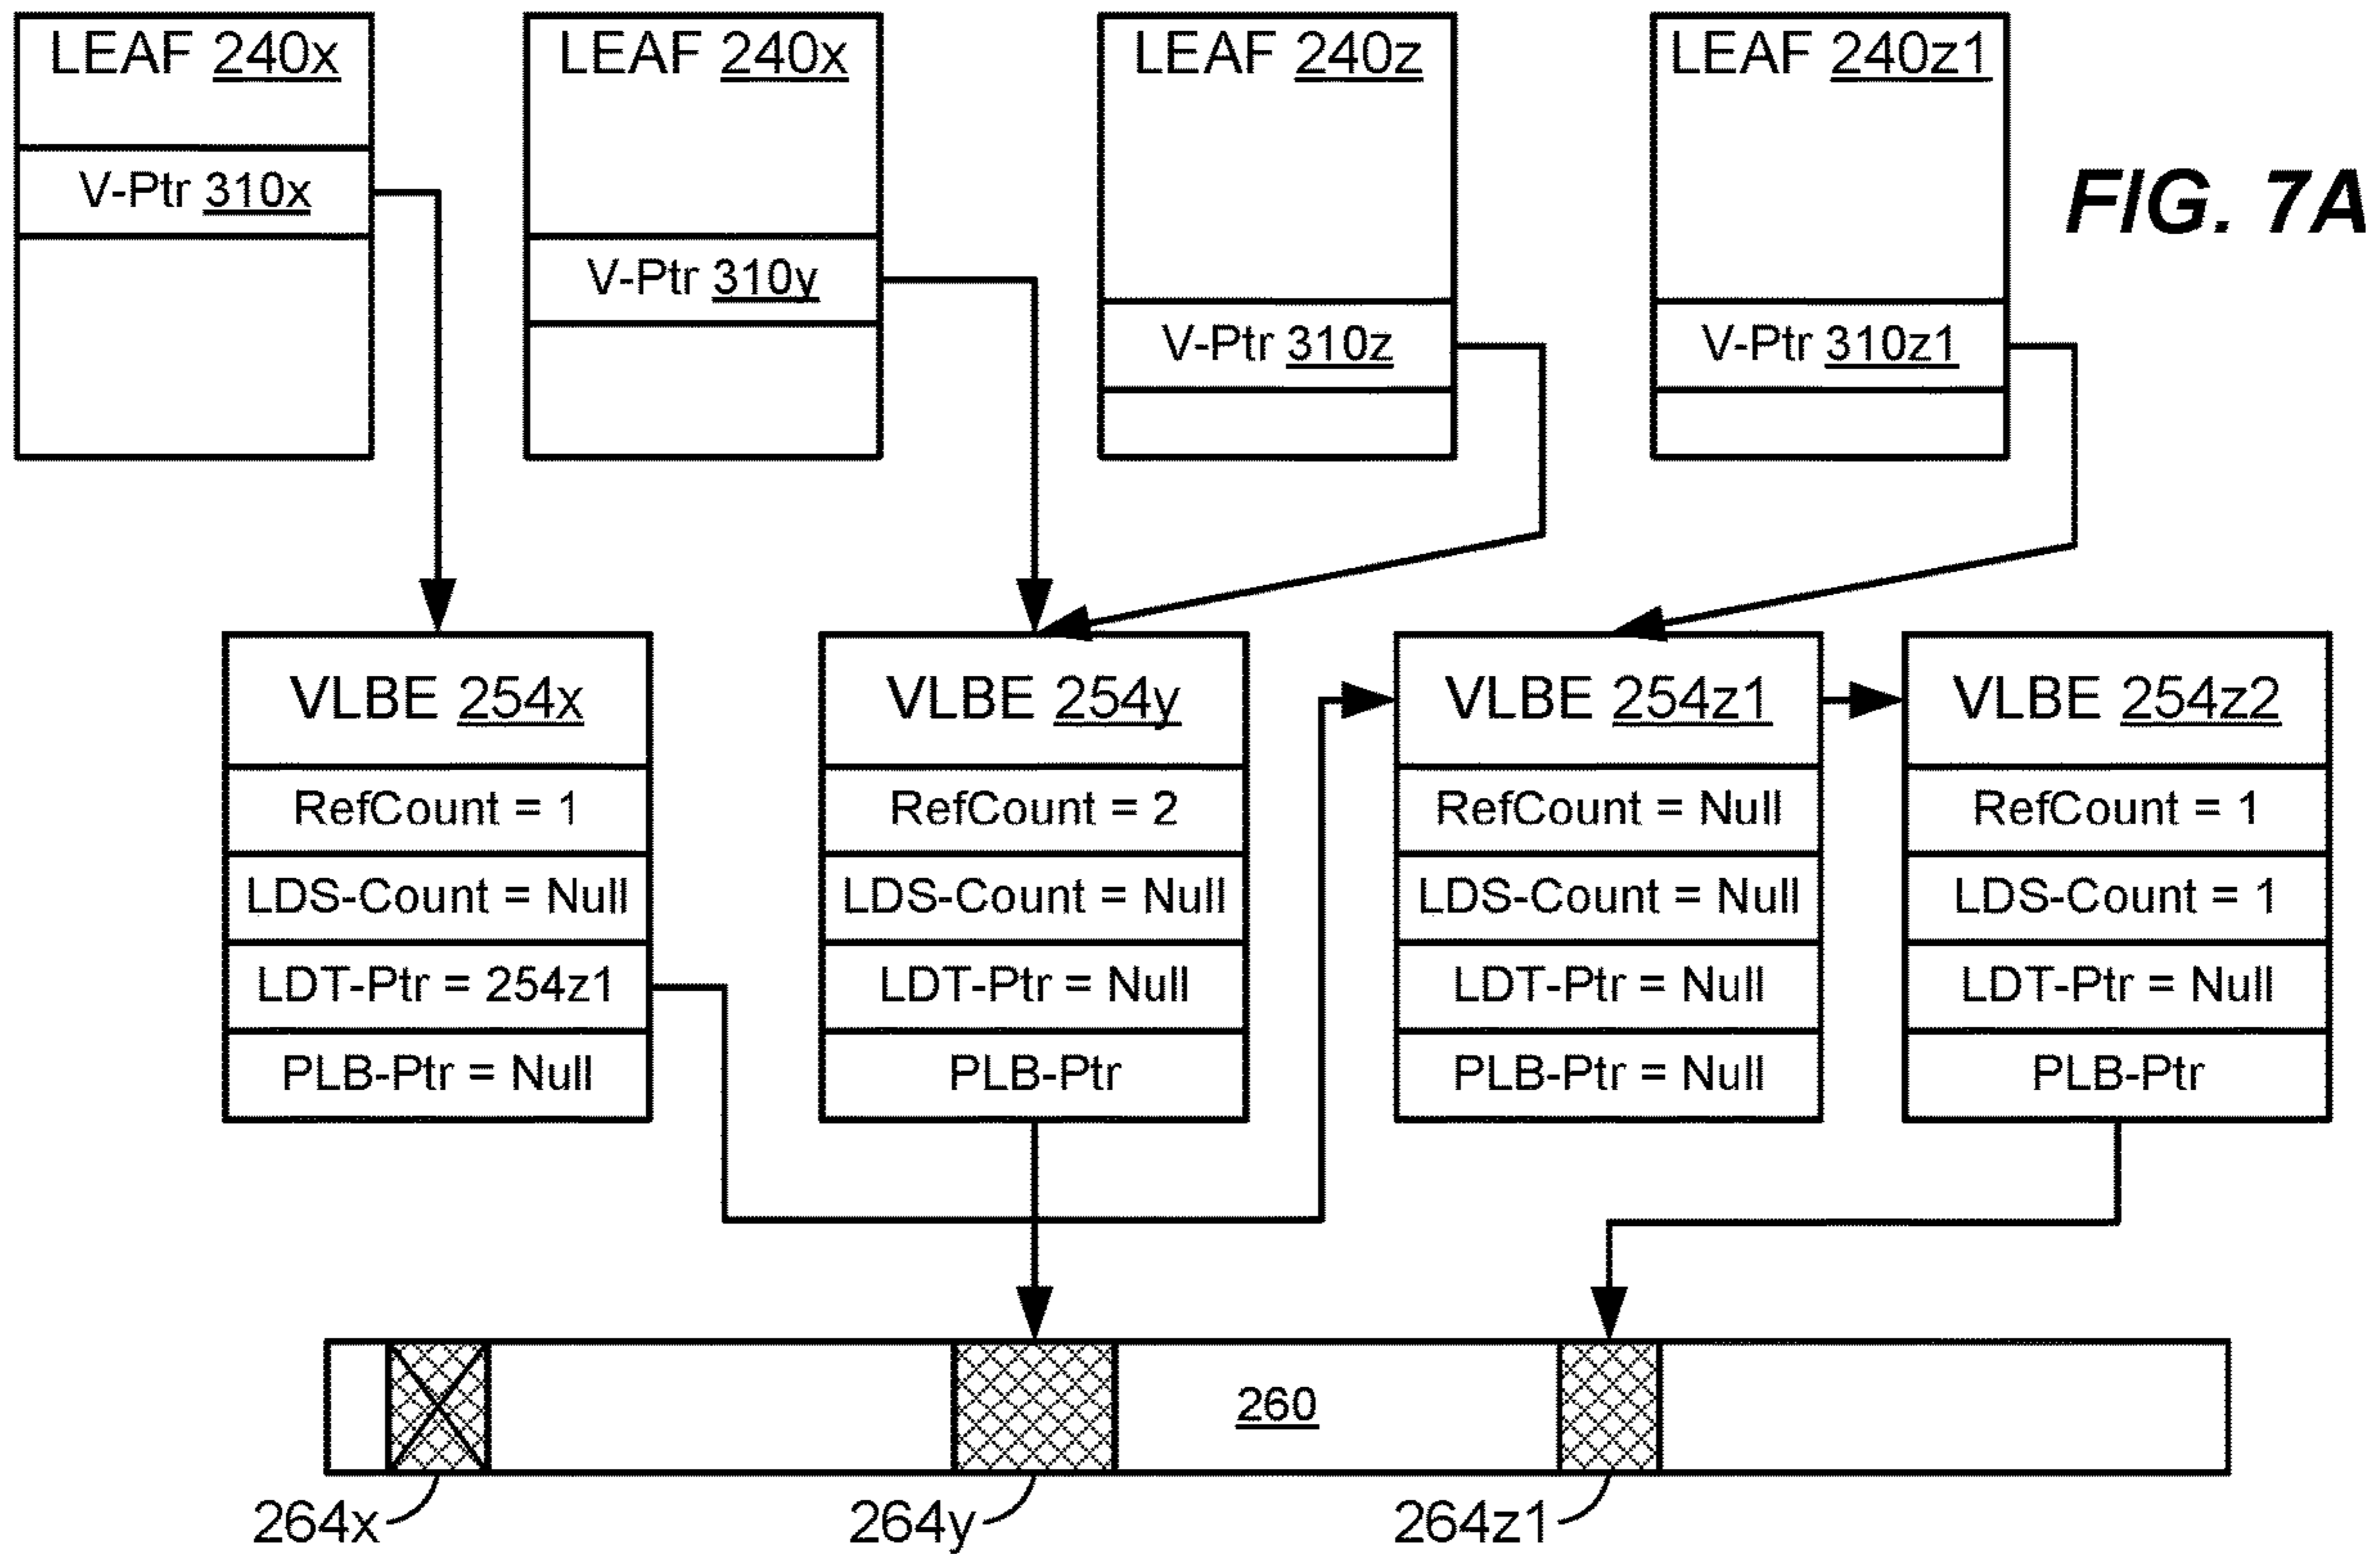 LEAF 240x
V-Ptr 310x
LEAF 240x
V-Ptr 310y
LEAF 240z
V-Ptr 310z
LEAF 240z1
V-Ptr 310z1
FIG. 7A
VLBE 254x
RefCount = 1
LDS-Count = Null
LDT-Ptr = 254z1
PLB-Ptr = Null
VLBE 254y
RefCount = 2
LDS-Count = Null
LDT-Ptr = Null
PLB-Ptr
VLBE 254z1
RefCount = Null
LDS-Count = Null
LDT-Ptr = Null
PLB-Ptr = Null
VLBE 254z2
RefCount = 1
LDS-Count = 1
LDT-Ptr = Null
PLB-Ptr
260
264x
264y
264z1